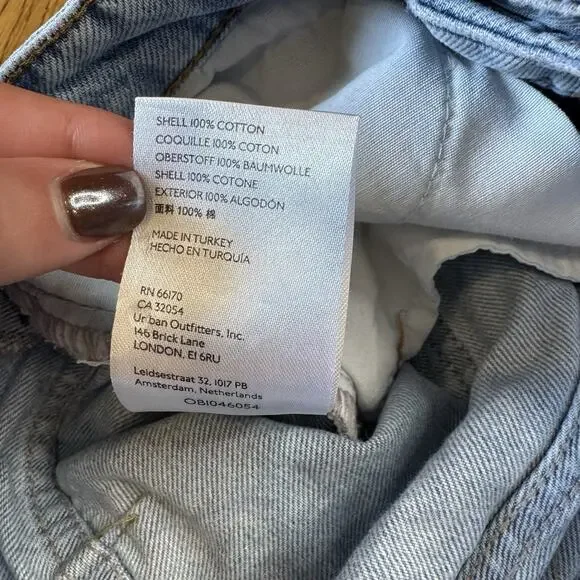 SHELL 100% COTTON
COQUILLE 100% COTON
OBERSTOFF 100% BAUMWOLLE
SHELL 100% COTONE
EXTERIOR 100% ALGODÓN
面料 100% 棉
MADE IN TURKEY
HECHO EN TURQUÍA
RN 66170
CA 32054
Urban Outfitters, Inc.
146 Brick Lane
LONDON, E1 6RU
Leidsestraat 32, 1017 PB
Amsterdam, Netherlands
OB1046054